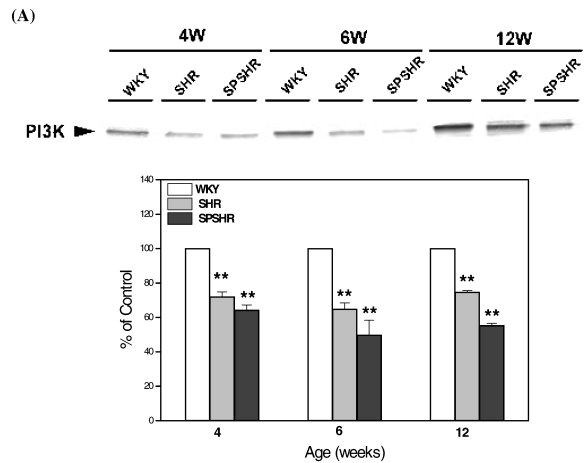 (A)
4W 6W 12W
WKY SHR SPSHR WKY SHR SPSHR WKY SHR SPSHR
PI3K
140
WKY
SHR
SPSHR
120
100
80
60
40
20
0
% of Control
** ** ** ** ** **
4 6 12
Age (weeks)